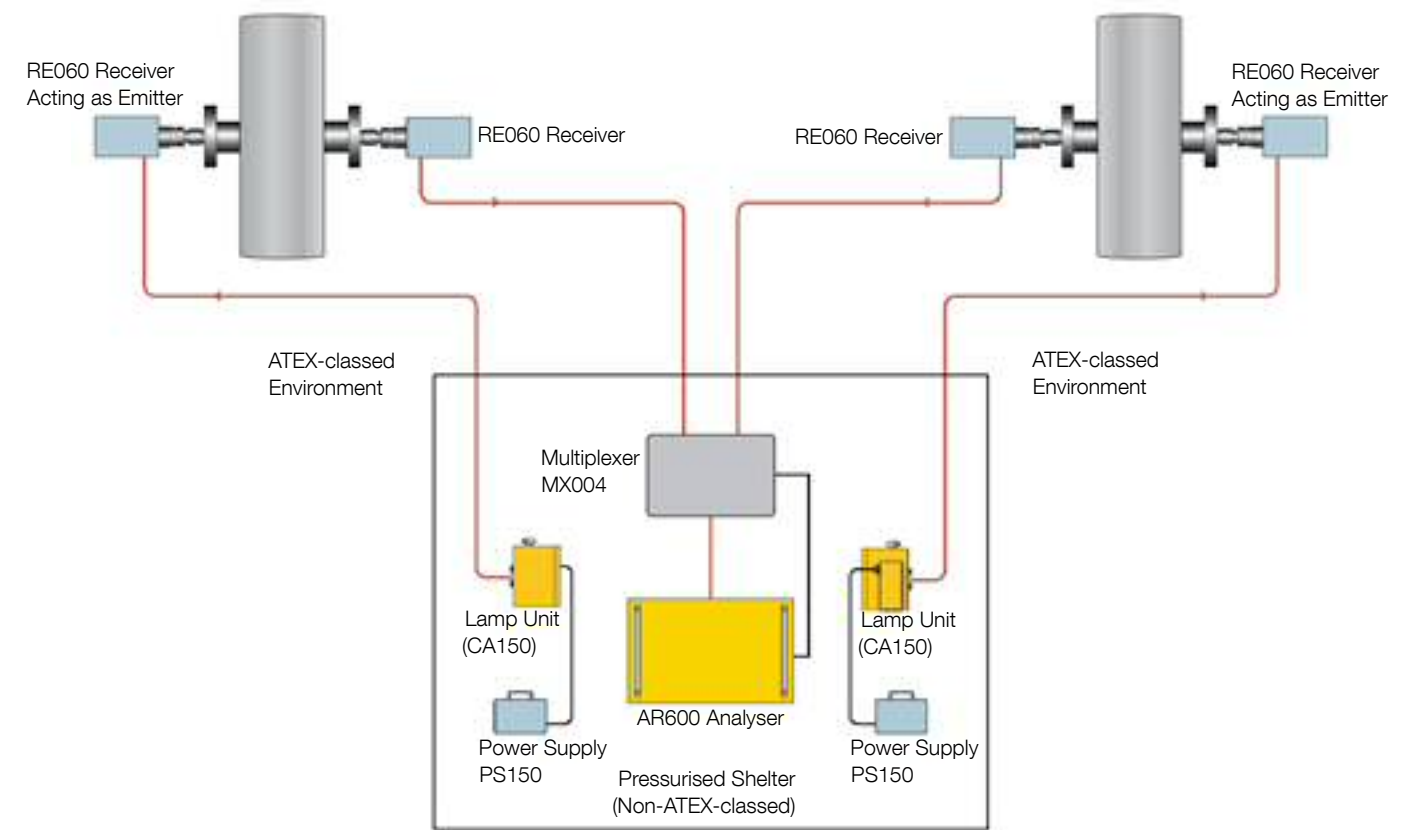 RE060 Receiver
Acting as Emitter
RE060 Receiver
RE060 Receiver
RE060 Receiver
Acting as Emitter
ATEX-classed
Environment
ATEX-classed
Environment
Multiplexer
MX004
Lamp Unit
(CA150)
Lamp Unit
(CA150)
AR600 Analyser
Power Supply
PS150
Power Supply
PS150
Pressurised Shelter
(Non-ATEX-classed)